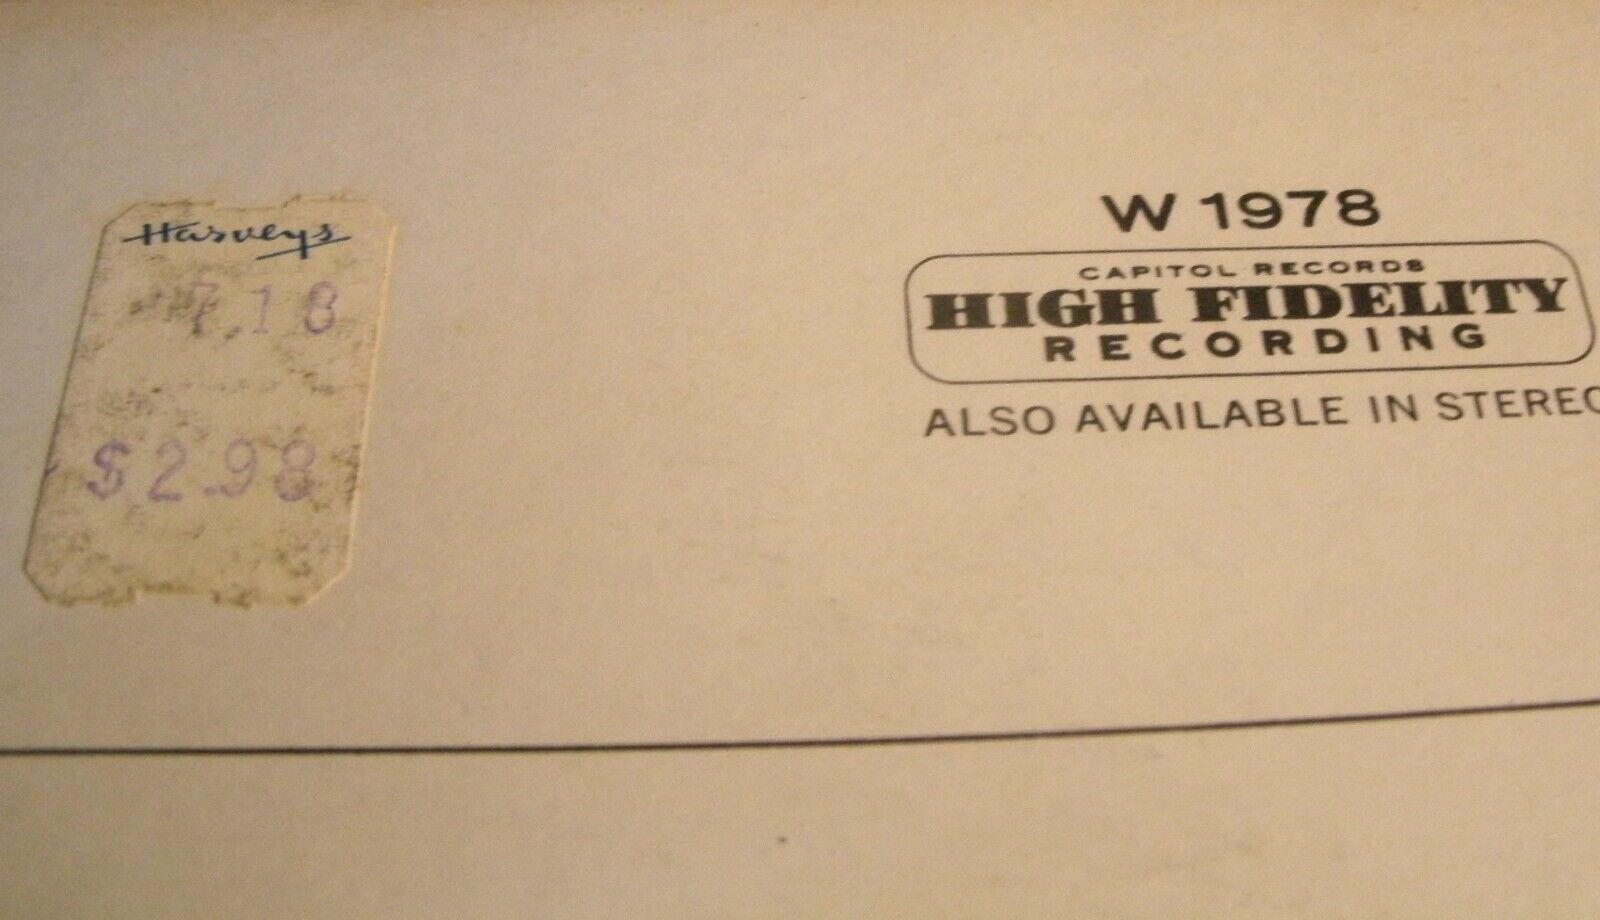 Harveys
7.18
$2.98
W 1978
CAPITOL RECORDS
HIGH FIDELITY
RECORDING
ALSO AVAILABLE IN STEREO